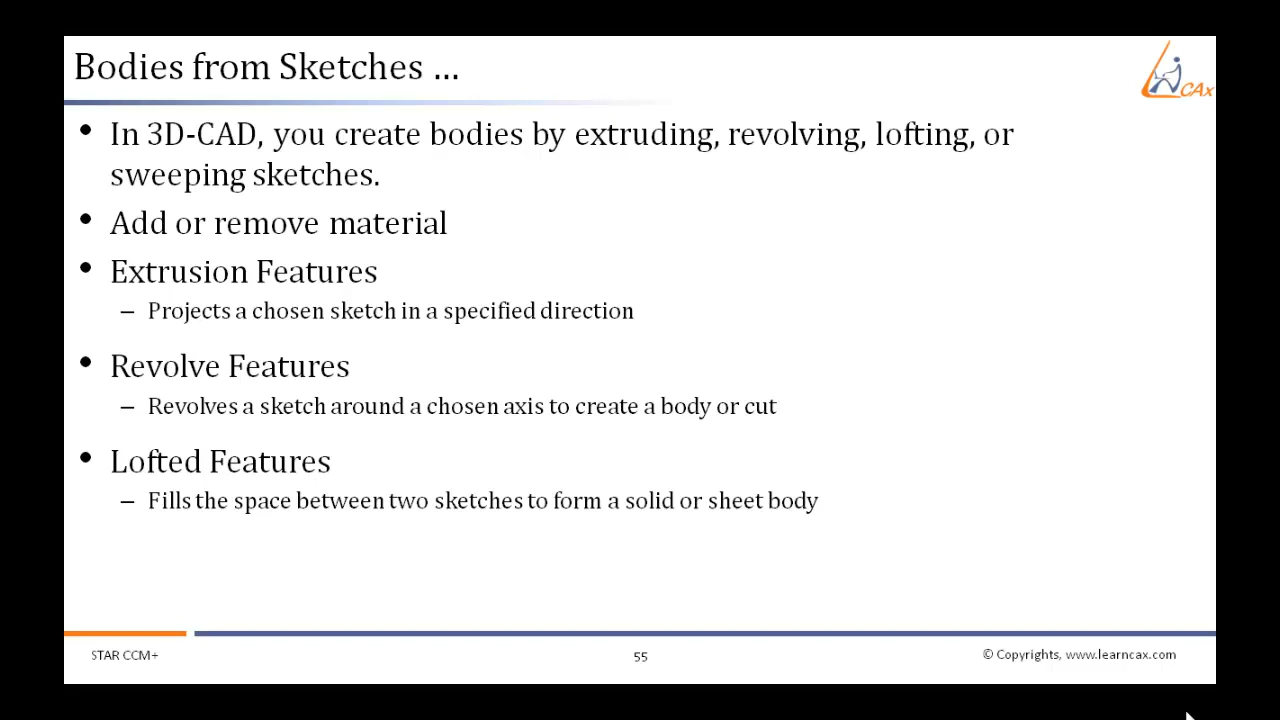 Bodies from Sketches ...
CAx
• In 3D-CAD, you create bodies by extruding, revolving, lofting, or
sweeping sketches.
• Add or remove material
• Extrusion Features
– Projects a chosen sketch in a specified direction
• Revolve Features
– Revolves a sketch around a chosen axis to create a body or cut
• Lofted Features
– Fills the space between two sketches to form a solid or sheet body
STAR CCM+
55
© Copyrights, www.learncax.com